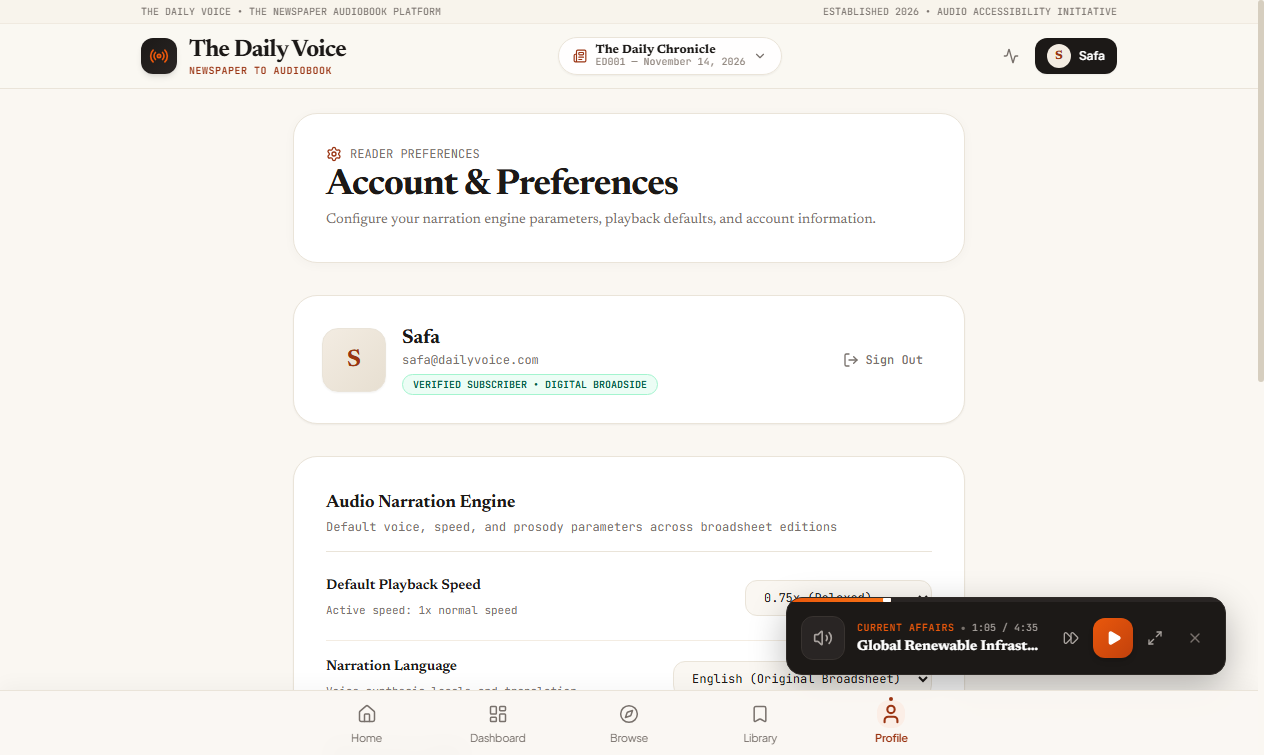 THE DAILY VOICE • THE NEWSPAPER AUDIOBOOK PLATFORM
ESTABLISHED 2026 • AUDIO ACCESSIBILITY INITIATIVE
The Daily Voice
NEWSPAPER TO AUDIOBOOK
The Daily Chronicle
ED001 — November 14, 2026
S
Safa
READER PREFERENCES
Account & Preferences
Configure your narration engine parameters, playback defaults, and account information.
S
Safa
safa@dailyvoice.com
VERIFIED SUBSCRIBER • DIGITAL BROADSIDE
Sign Out
Audio Narration Engine
Default voice, speed, and prosody parameters across broadsheet editions
Default Playback Speed
Active speed: 1x normal speed
0.75x (Relaxed)
CURRENT AFFAIRS • 1:05 / 4:35
Global Renewable Infrast...
Narration Language
English (Original Broadsheet)
Home
Dashboard
Browse
Library
Profile